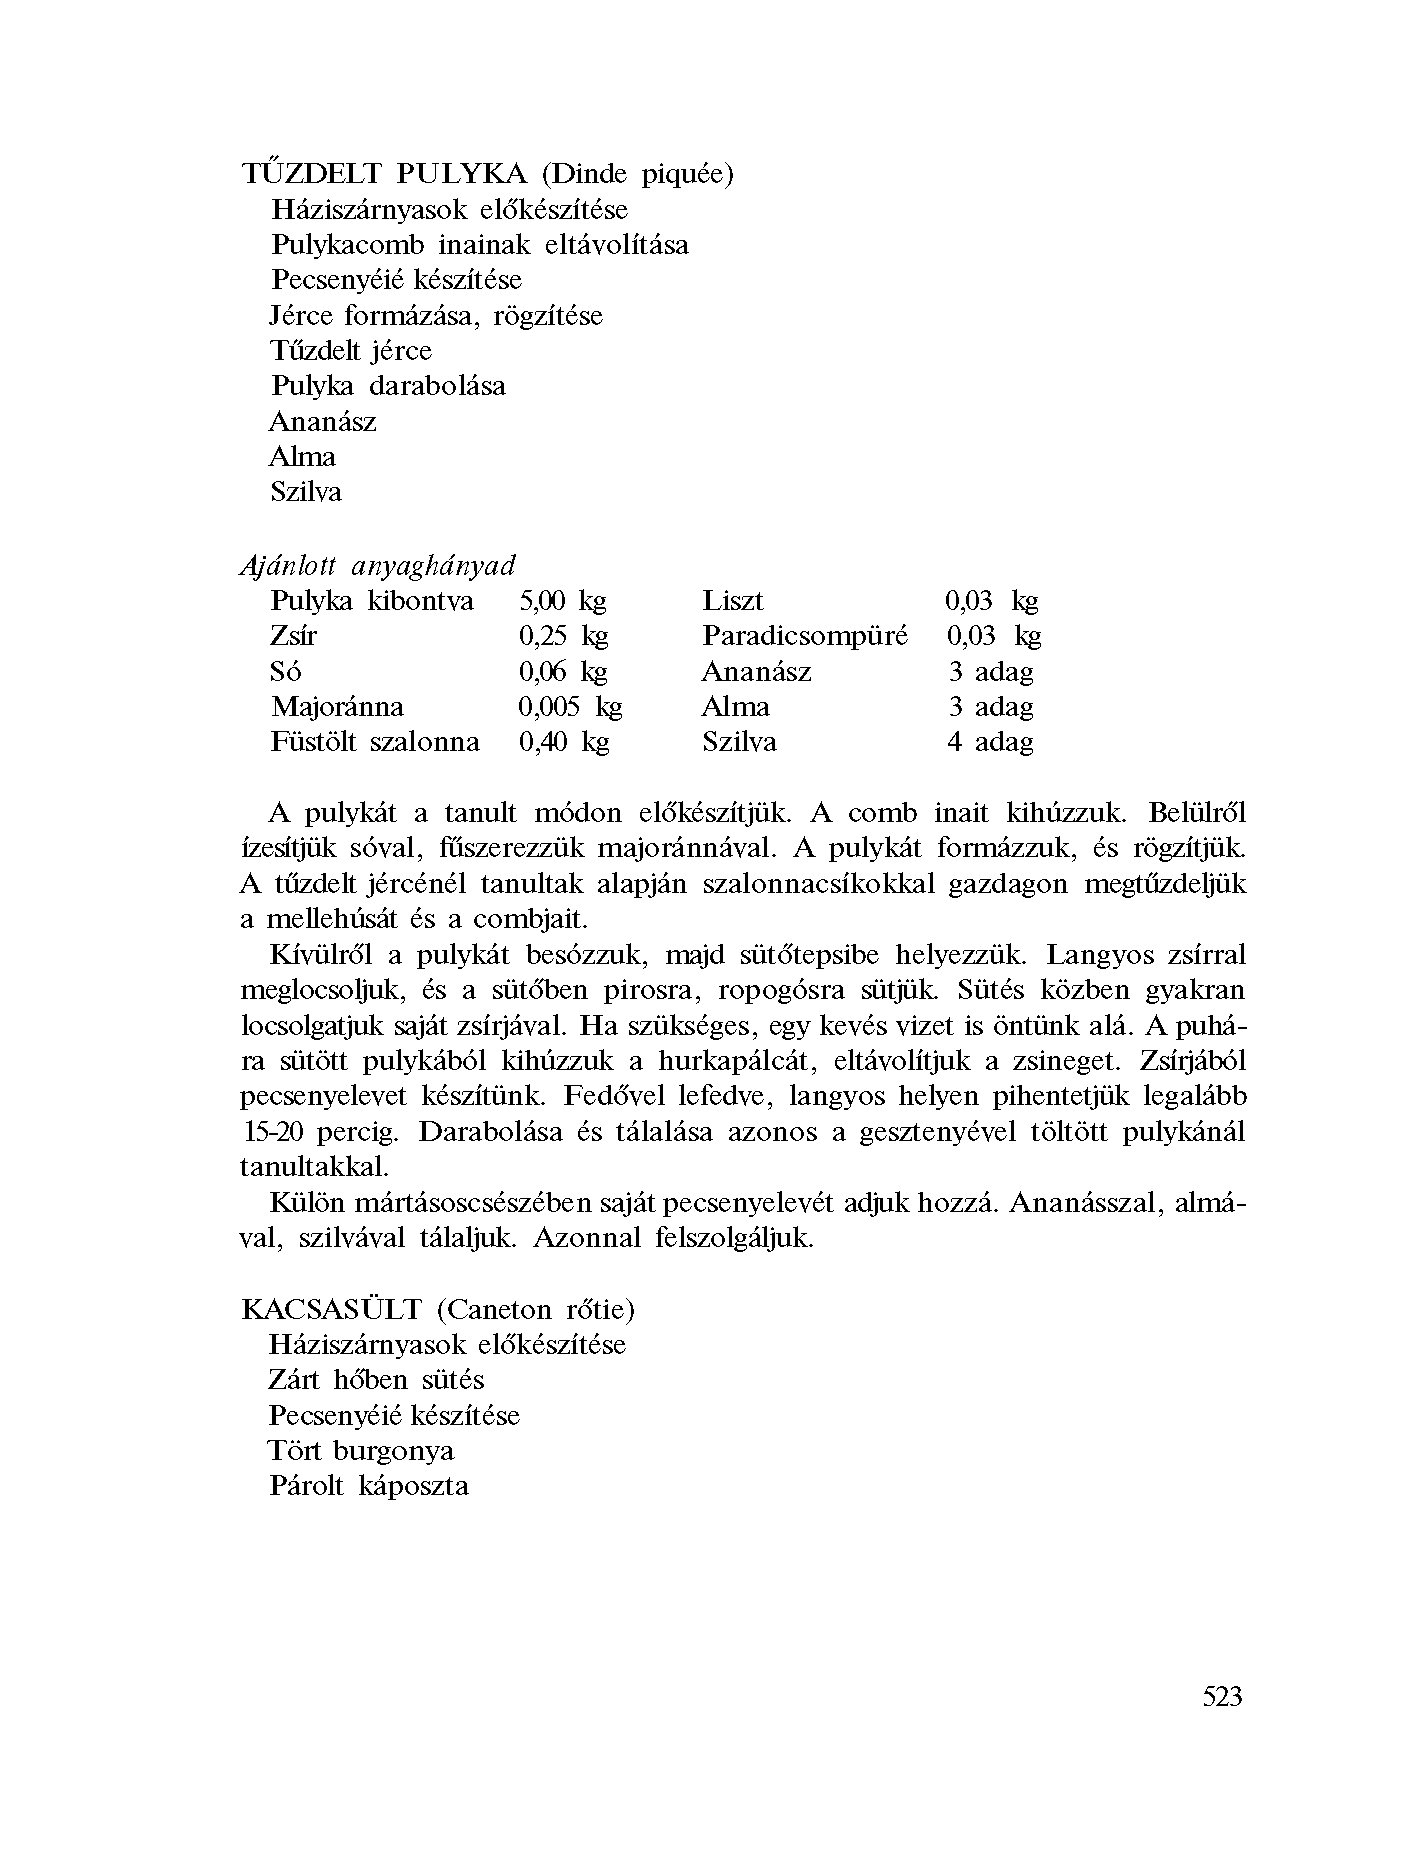 TŰZDELT PULYKA (Dinde piquée)
Háziszárnyasok előkészítése
Pulykacomb inainak eltávolítása
Pecsenyéié készítése
Jérce formázása, rögzítése
Tűzdelt jérce
Pulyka darabolása
Ananász
Alma
Szilva
Ajánlott anyaghányad
Pulyka kibontva 5,00 kg Liszt 0,03 kg
Zsír 0,25 kg Paradicsompüré 0,03 kg
Só 0,06 kg Ananász 3 adag
Majoránna 0,005 kg Alma 3 adag
Füstölt szalonna 0,40 kg Szilva 4 adag
A pulykát a tanult módon előkészítjük. A comb inait kihúzzuk. Belülről
ízesítjük sóval, fűszerezzük majoránnával. A pulykát formázzuk, és rögzítjük.
A tűzdelt jércénél tanultak alapján szalonnacsíkokkal gazdagon megtűzdeljük
a mellehúsát és a combjait.
Kívülről a pulykát besózzuk, majd sütőtepsibe helyezzük. Langyos zsírral
meglocsoljuk, és a sütőben pirosra, ropogósra sütjük. Sütés közben gyakran
locsolgatjuk saját zsírjával. Ha szükséges, egy kevés vizet is öntünk alá. A puhá-
ra sütött pulykából kihúzzuk a hurkapálcát, eltávolítjuk a zsineget. Zsírjából
pecsenyelevet készítünk. Fedővel lefedve, langyos helyen pihentetjük legalább
15-20 percig. Darabolása és tálalása azonos a gesztenyével töltött pulykánál
tanultakkal.
Külön mártásoscsészében saját pecsenyelevét adjuk hozzá. Ananásszal, almá-
val, szilvával tálaljuk. Azonnal felszolgáljuk.
KACSASÜLT (Caneton rőtie)
Háziszárnyasok előkészítése
Zárt hőben sütés
Pecsenyéié készítése
Tört burgonya
Párolt káposzta
523